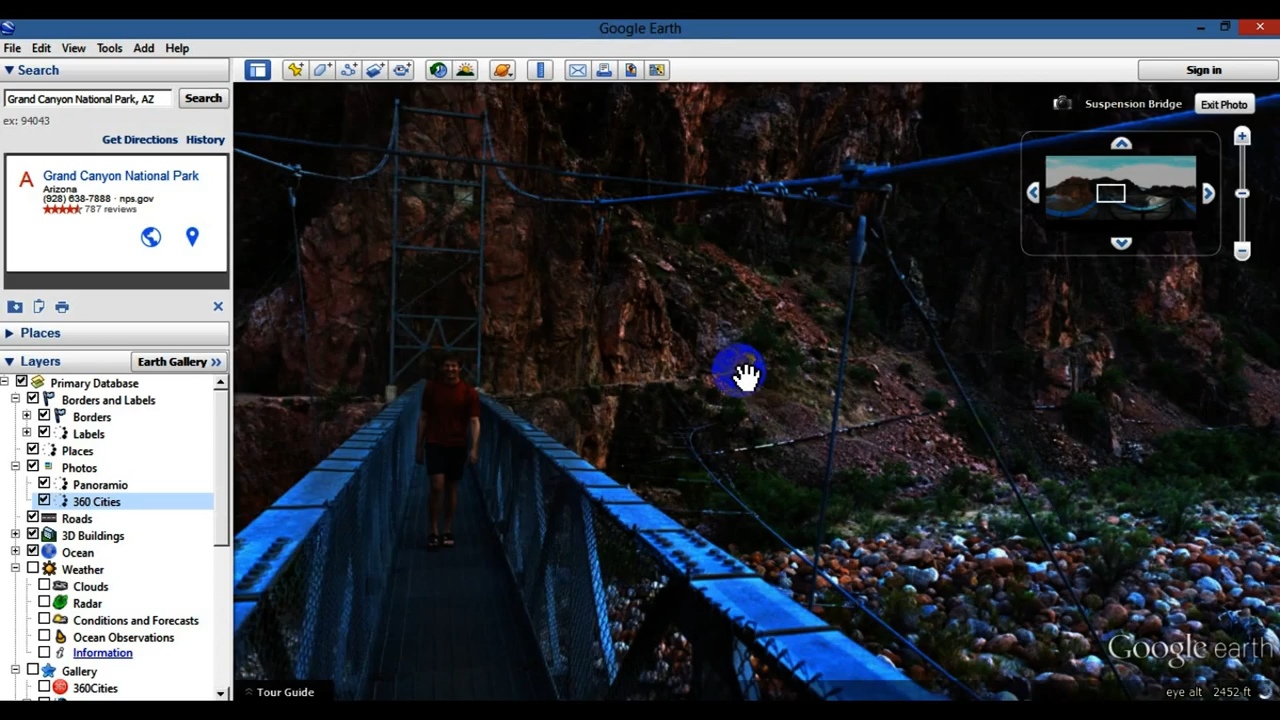 Google Earth
File Edit View Tools Add Help
Search
Sign in
Grand Canyon National Park, AZ
Search
ex: 94043
Get Directions History
A
Grand Canyon National Park
Arizona
(928) 638-7888 · nps.gov
787 reviews
Places
Layers
Earth Gallery >>
Primary Database
Borders and Labels
Borders
Labels
Places
Photos
Panoramio
360 Cities
Roads
3D Buildings
Ocean
Weather
Clouds
Radar
Conditions and Forecasts
Ocean Observations
Information
Gallery
360Cities
Suspension Bridge
Exit Photo
Google earth
Tour Guide
eye alt 2452 ft